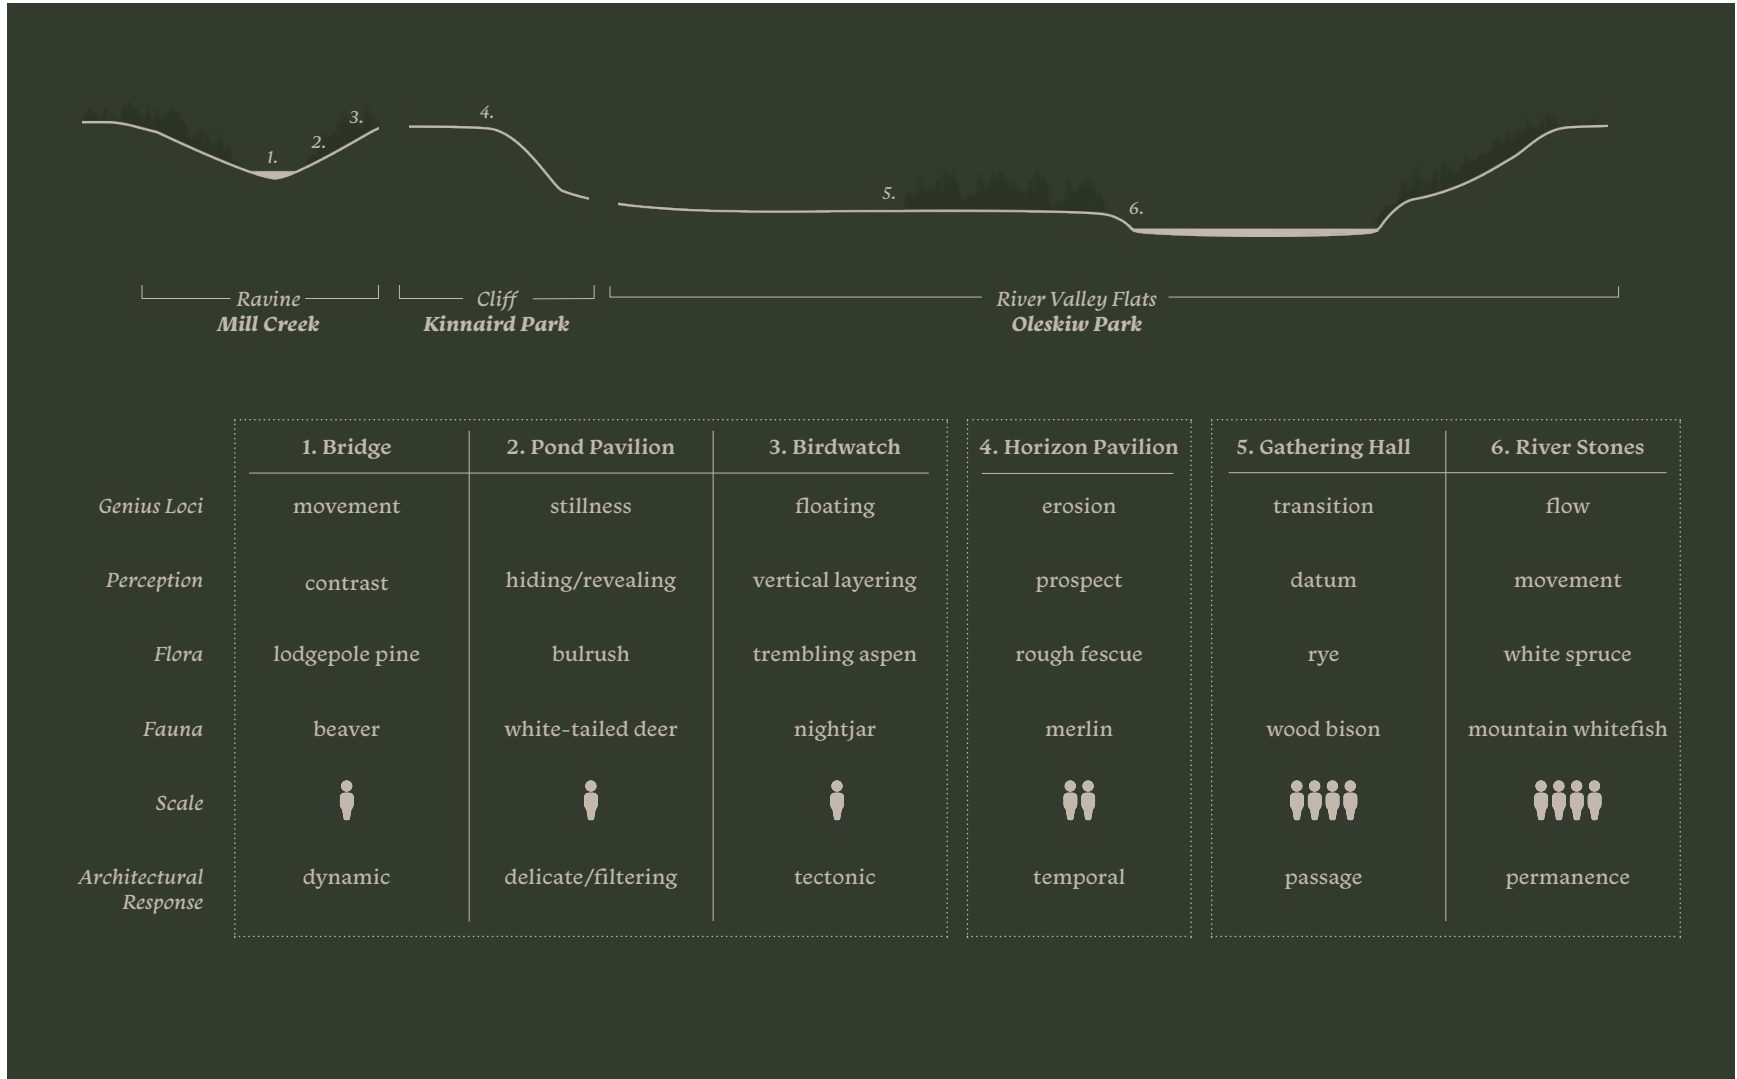 1.
2.
3.
4.
5.
6.
Ravine
Mill Creek
Cliff
Kinnaird Park
River Valley Flats
Oleskiw Park
1. Bridge 2. Pond Pavilion 3. Birdwatch 4. Horizon Pavilion 5. Gathering Hall 6. River Stones
Genius Loci movement stillness floating erosion transition flow
Perception contrast hiding/revealing vertical layering prospect datum movement
Flora lodgepole pine bulrush trembling aspen rough fescue rye white spruce
Fauna beaver white-tailed deer nightjar merlin wood bison mountain whitefish
Scale
Architectural
Response dynamic delicate/filtering tectonic temporal passage permanence